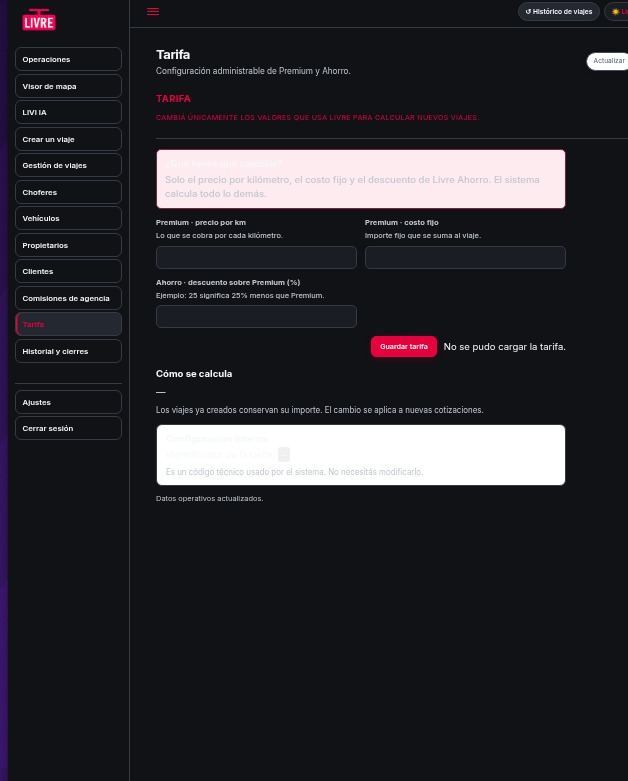 LIVRE
↺ Histórico de viajes
Operaciones
Visor de mapa
LIVI IA
Crear un viaje
Gestión de viajes
Choferes
Vehículos
Propietarios
Clientes
Comisiones de agencia
Tarifa
Historial y cierres
Ajustes
Cerrar sesión
Tarifa
Configuración administrable de Premium y Ahorro.
Actualizar
TARIFA
CAMBIÁ ÚNICAMENTE LOS VALORES QUE USA LIVRE PARA CALCULAR NUEVOS VIAJES.
Solo el precio por kilómetro, el costo fijo y el descuento de Livre Ahorro. El sistema
calcula todo lo demás.
Premium · precio por km
Premium · costo fijo
Lo que se cobra por cada kilómetro.
Importe fijo que se suma al viaje.
Ahorro · descuento sobre Premium (%)
Ejemplo: 25 significa 25% menos que Premium.
Guardar tarifa
No se pudo cargar la tarifa.
Cómo se calcula
—
Los viajes ya creados conservan su importe. El cambio se aplica a nuevas cotizaciones.
Es un código técnico usado por el sistema. No necesitás modificarlo.
Datos operativos actualizados.